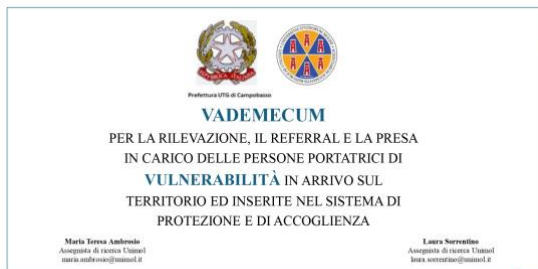 REPVBBLICA ITALIANA
Prefettura UTG di Campobasso
VADEMECUM
PER LA RILEVAZIONE, IL REFERRAL E LA PRESA
IN CARICO DELLE PERSONE PORTATRICI DI
VULNERABILITÀ IN ARRIVO SUL
TERRITORIO ED INSERITE NEL SISTEMA DI
PROTEZIONE E DI ACCOGLIENZA
Maria Teresa Ambrosio
Assegnista di ricerca Unimol
maria.ambrosio@unimol.it
Laura Sorrentino
Assegnista di ricerca Unimol
laura.sorrentino@unimol.it